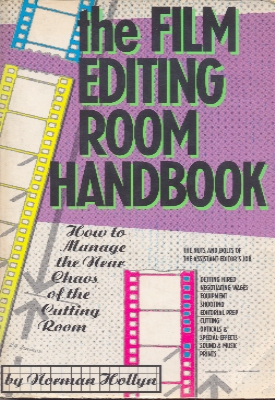 the FILM
EDITING
ROOM
HANDBOOK
How to
Manage
the Near
Chaos
of the
Cutting
Room
THE NUTS AND BOLTS OF
THE ASSISTANT EDITOR'S JOB
GETTING HIRED
NEGOTIATING WAGES
EQUIPMENT
SHOOTING
EDITORIAL PREP
CUTTING
OPTICALS &
SPECIAL EFFECTS
SOUND & MUSIC
PRINTS
by Norman Hollyn